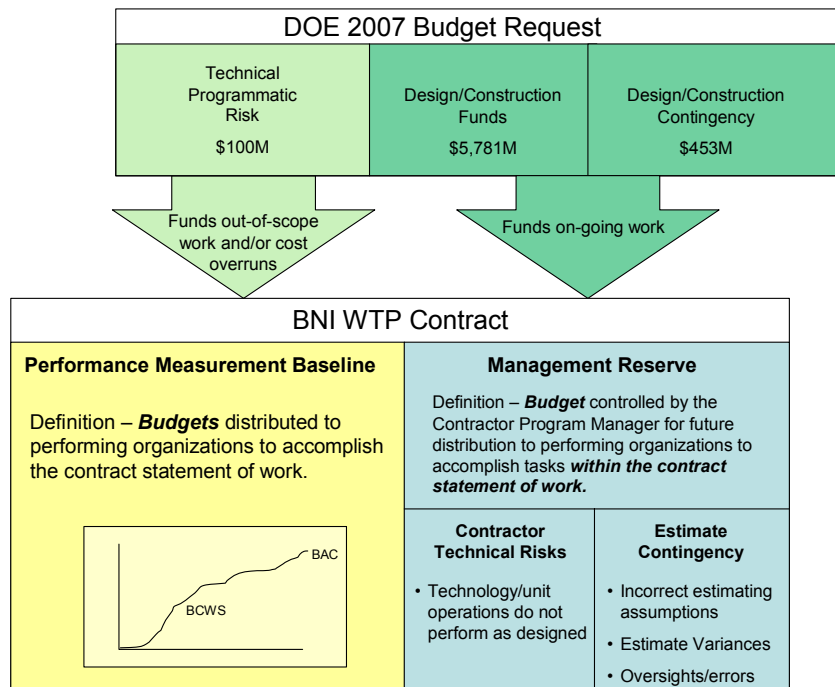 DOE 2007 Budget Request
Technical
Programmatic
Risk
$100M
Design/Construction
Funds
$5,781M
Design/Construction
Contingency
$453M
Funds out-of-scope
work and/or cost
overruns
Funds on-going work
BNI WTP Contract
Performance Measurement Baseline
Definition – Budgets distributed to
performing organizations to accomplish
the contract statement of work.
BAC
BCWS
Management Reserve
Definition – Budget controlled by the
Contractor Program Manager for future
distribution to performing organizations to
accomplish tasks within the contract
statement of work.
Contractor
Technical Risks
• Technology/unit
operations do not
perform as designed
Estimate
Contingency
• Incorrect estimating
assumptions
• Estimate Variances
• Oversights/errors